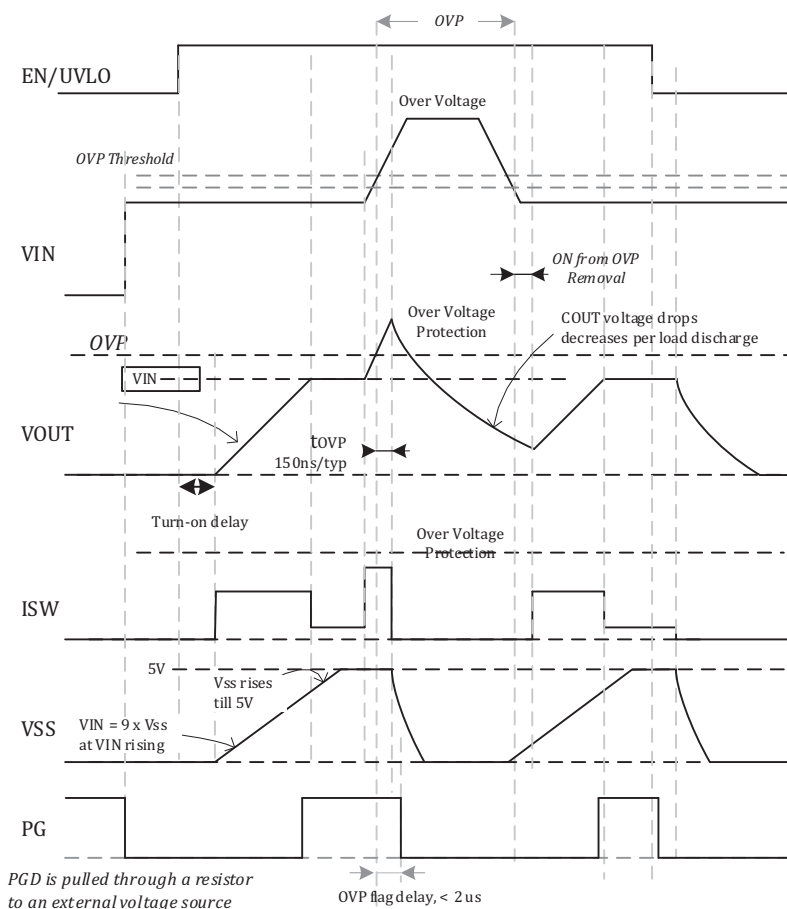 OVP
EN/UVLO
Over Voltage
OVP Threshold
VIN
ON from OVP
Removal
Over Voltage
Protection
COUT voltage drops
decreases per load discharge
OVP
VIN
VOUT
tOVP
150ns/typ
Turn-on delay
Over Voltage
Protection
ISW
5V
Vss rises
till 5V
VSS
VIN = 9 x Vss
at VIN rising
PG
PGD is pulled through a resistor
to an external voltage source
OVP flag delay, < 2 us